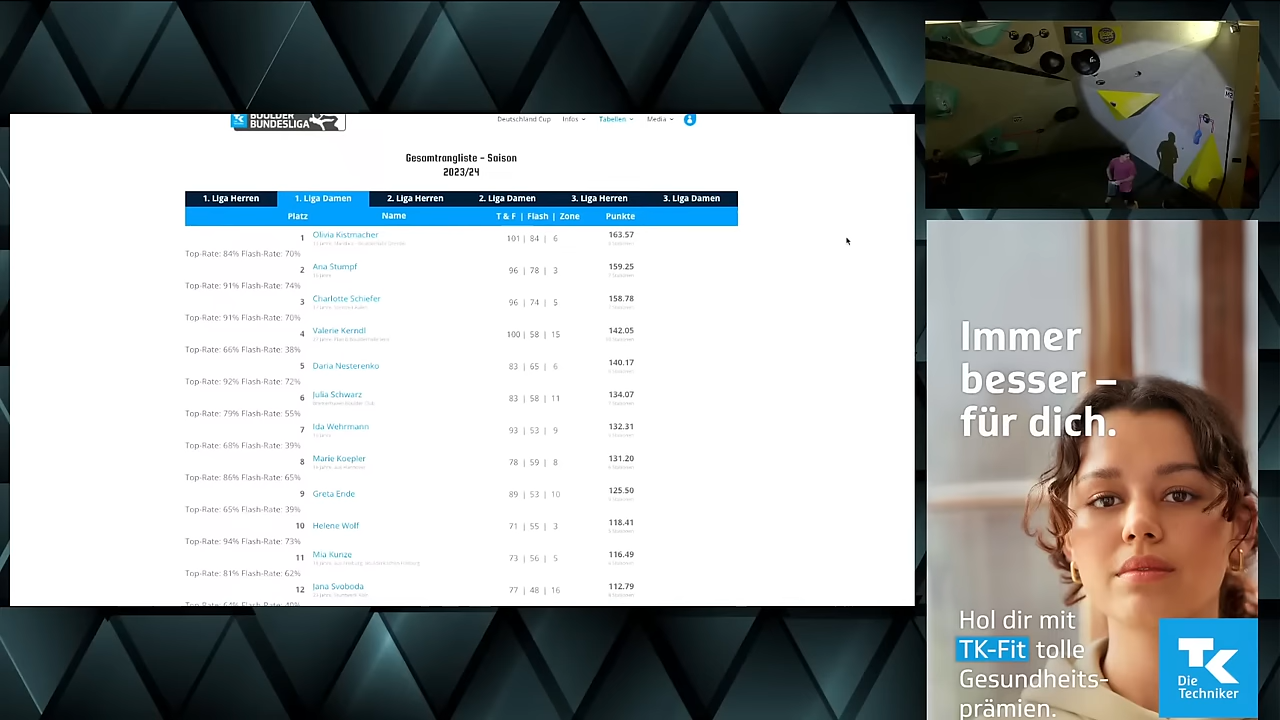 BOULDER
BUNDESLIGA
Deutschland Cup Infos Tabellen Media
Gesamtrangliste – Saison
2023/24
1. Liga Herren 1. Liga Damen 2. Liga Herren 2. Liga Damen 3. Liga Herren 3. Liga Damen
Platz Name T & F | Flash | Zone Punkte
1 Olivia Kistmacher 101 | 84 | 6 163.57
Top-Rate: 84% Flash-Rate: 70%
2 Ana Stumpf 96 | 78 | 3 159.25
Top-Rate: 91% Flash-Rate: 74%
3 Charlotte Schiefer 96 | 74 | 5 158.78
Top-Rate: 91% Flash-Rate: 70%
4 Valerie Kerndl 100 | 58 | 15 142.05
Top-Rate: 66% Flash-Rate: 38%
5 Daria Nesterenko 83 | 65 | 6 140.17
Top-Rate: 92% Flash-Rate: 72%
6 Julia Schwarz 83 | 58 | 11 134.07
Top-Rate: 79% Flash-Rate: 55%
7 Ida Wehrmann 93 | 53 | 9 132.31
Top-Rate: 68% Flash-Rate: 39%
8 Marie Koepler 78 | 59 | 8 131.20
Top-Rate: 86% Flash-Rate: 65%
9 Greta Ende 89 | 53 | 10 125.50
Top-Rate: 65% Flash-Rate: 39%
10 Helene Wolf 71 | 55 | 3 118.41
Top-Rate: 94% Flash-Rate: 73%
11 Mia Kunze 73 | 56 | 5 116.49
Top-Rate: 81% Flash-Rate: 62%
12 Jana Svoboda 77 | 48 | 16 112.79
Immer
besser –
für dich.
Hol dir mit
TK-Fit tolle
Gesundheits-
prämien.
TK
Die
Techniker